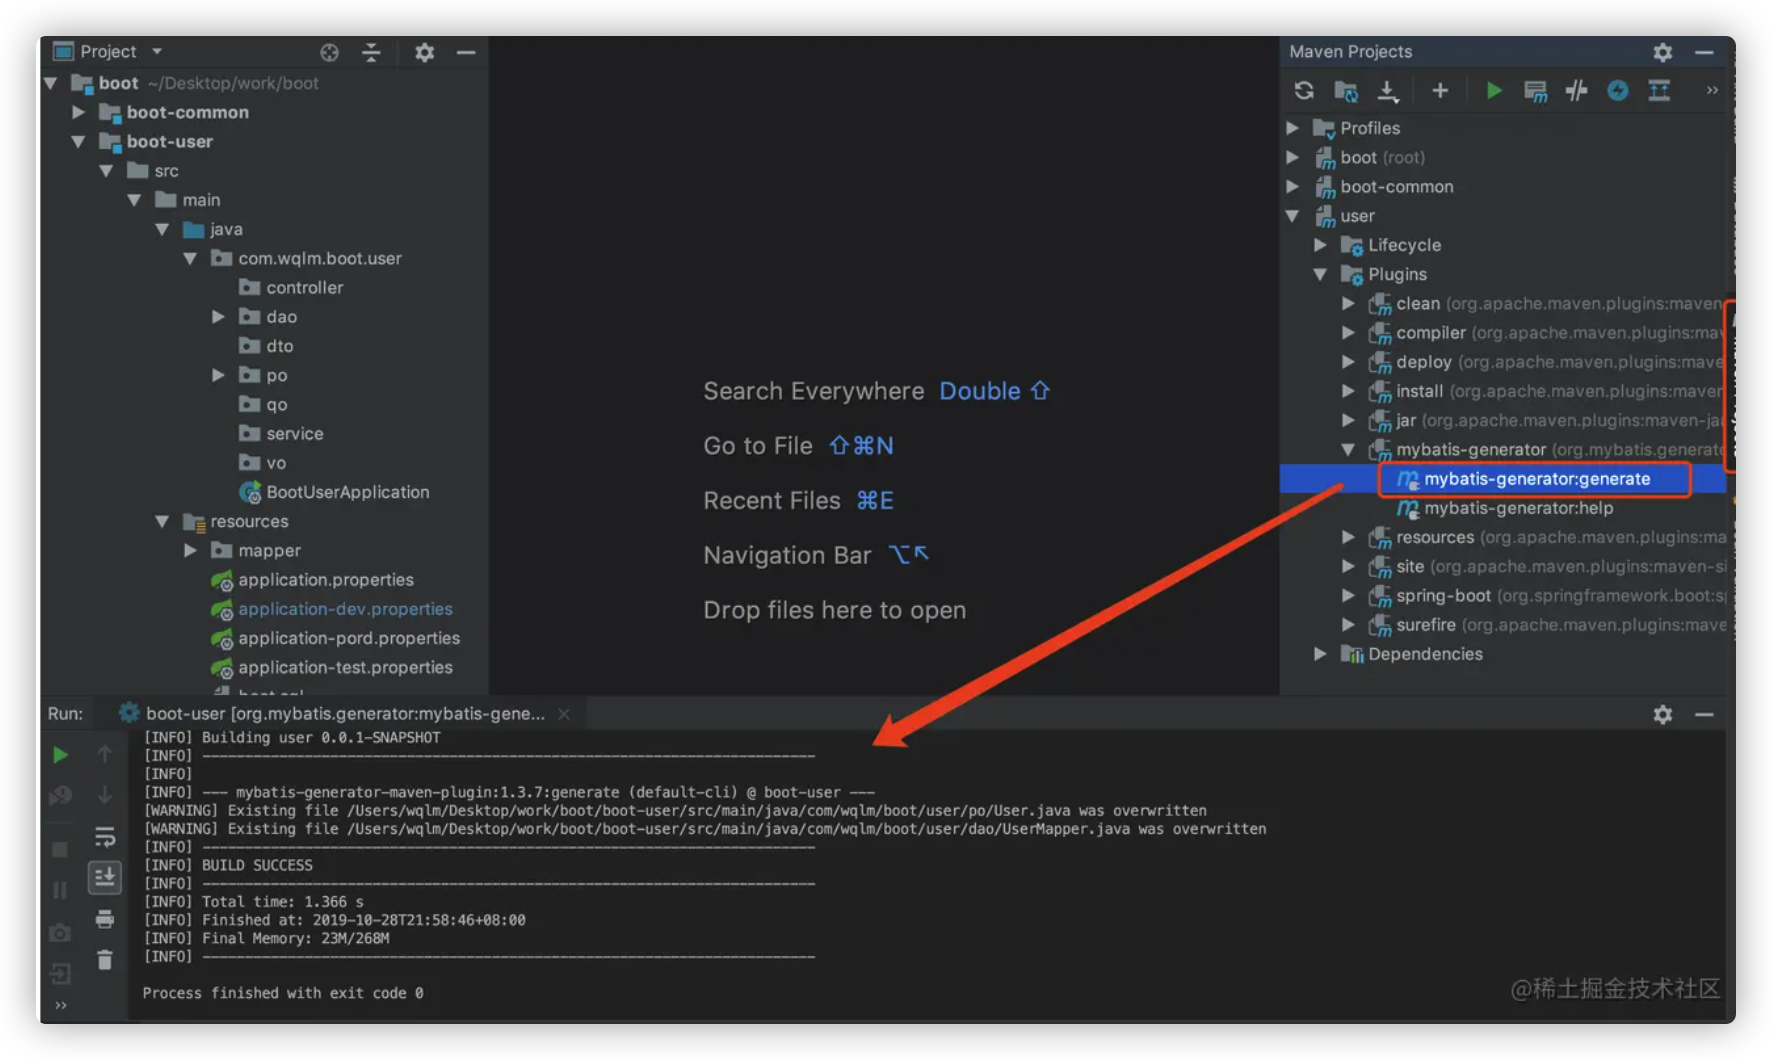 Project
boot ~/Desktop/work/boot
boot-common
boot-user
src
main
java
com.wqlm.boot.user
controller
dao
dto
po
qo
service
vo
BootUserApplication
resources
mapper
application.properties
application-dev.properties
application-pord.properties
application-test.properties
Search Everywhere Double ⇧
Go to File ⇧⌘N
Recent Files ⌘E
Navigation Bar ⌥↖
Drop files here to open
Maven Projects
Profiles
boot (root)
boot-common
user
Lifecycle
Plugins
clean (org.apache.maven.plugins:maven
compiler (org.apache.maven.plugins:mav
deploy (org.apache.maven.plugins:mave
install (org.apache.maven.plugins:maven
jar (org.apache.maven.plugins:maven-ja
mybatis-generator (org.mybatis.generato
mybatis-generator:generate
mybatis-generator:help
resources (org.apache.maven.plugins:ma
site (org.apache.maven.plugins:maven-si
spring-boot (org.springframework.boot:s
surefire (org.apache.maven.plugins:mave
Dependencies
Run: boot-user [org.mybatis.generator:mybatis-gene...
[INFO] Building user 0.0.1-SNAPSHOT
[INFO] ------------------------------------------------------------------------
[INFO]
[INFO] --- mybatis-generator-maven-plugin:1.3.7:generate (default-cli) @ boot-user ---
[WARNING] Existing file /Users/wqlm/Desktop/work/boot/boot-user/src/main/java/com/wqlm/boot/user/po/User.java was overwritten
[WARNING] Existing file /Users/wqlm/Desktop/work/boot/boot-user/src/main/java/com/wqlm/boot/user/dao/UserMapper.java was overwritten
[INFO] ------------------------------------------------------------------------
[INFO] BUILD SUCCESS
[INFO] ------------------------------------------------------------------------
[INFO] Total time: 1.366 s
[INFO] Finished at: 2019-10-28T21:58:46+08:00
[INFO] Final Memory: 23M/268M
[INFO] ------------------------------------------------------------------------
Process finished with exit code 0
@稀土掘金技术社区